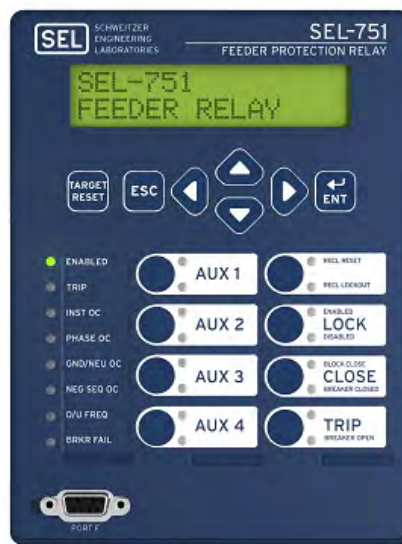 SEL
SCHWEITZER
ENGINEERING
LABORATORIES
SEL-751
FEEDER PROTECTION RELAY
SEL-751
FEEDER RELAY
TARGET
RESET
ESC
ENT
ENABLED
TRIP
INST OC
PHASE OC
GND/NEU OC
NEG SEQ OC
O/U FREQ
BRKR FAIL
AUX 1
AUX 2
AUX 3
AUX 4
RECL RESET
RECL LOCKOUT
ENABLED
LOCK
DISABLED
BLOCK CLOSE
CLOSE
BREAKER CLOSED
TRIP
BREAKER OPEN
PORT F